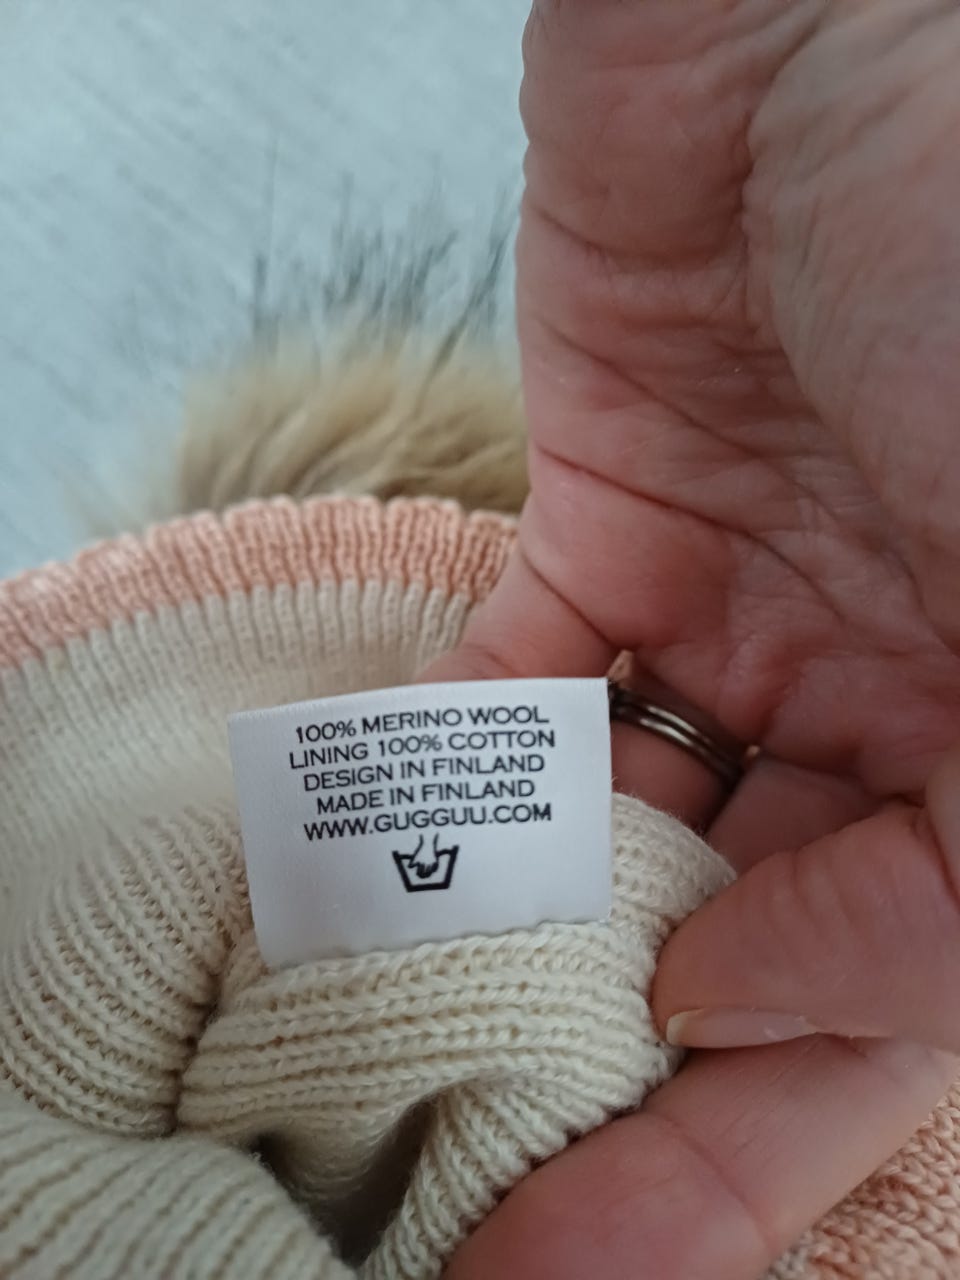 100% MERINO WOOL
LINING 100% COTTON
DESIGN IN FINLAND
MADE IN FINLAND
WWW.GUGGUU.COM